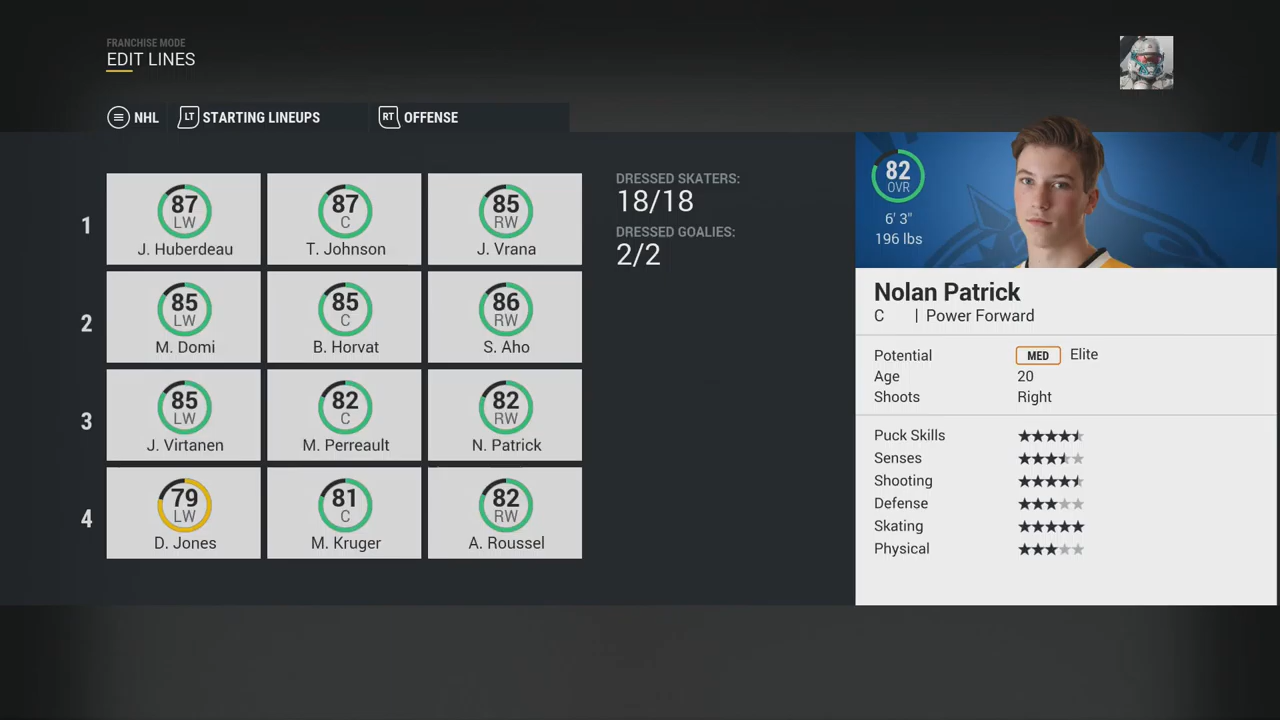 FRANCHISE MODE
EDIT LINES
NHL LT STARTING LINEUPS RT OFFENSE
1
87 LW J. Huberdeau
87 C T. Johnson
85 RW J. Vrana
2
85 LW M. Domi
85 C B. Horvat
86 RW S. Aho
3
85 LW J. Virtanen
82 C M. Perreault
82 RW N. Patrick
4
79 LW D. Jones
81 C M. Kruger
82 RW A. Roussel
DRESSED SKATERS:
18/18
DRESSED GOALIES:
2/2
82
OVR
6' 3"
196 lbs
Nolan Patrick
C | Power Forward
Potential MED Elite
Age 20
Shoots Right
Puck Skills
Senses
Shooting
Defense
Skating
Physical